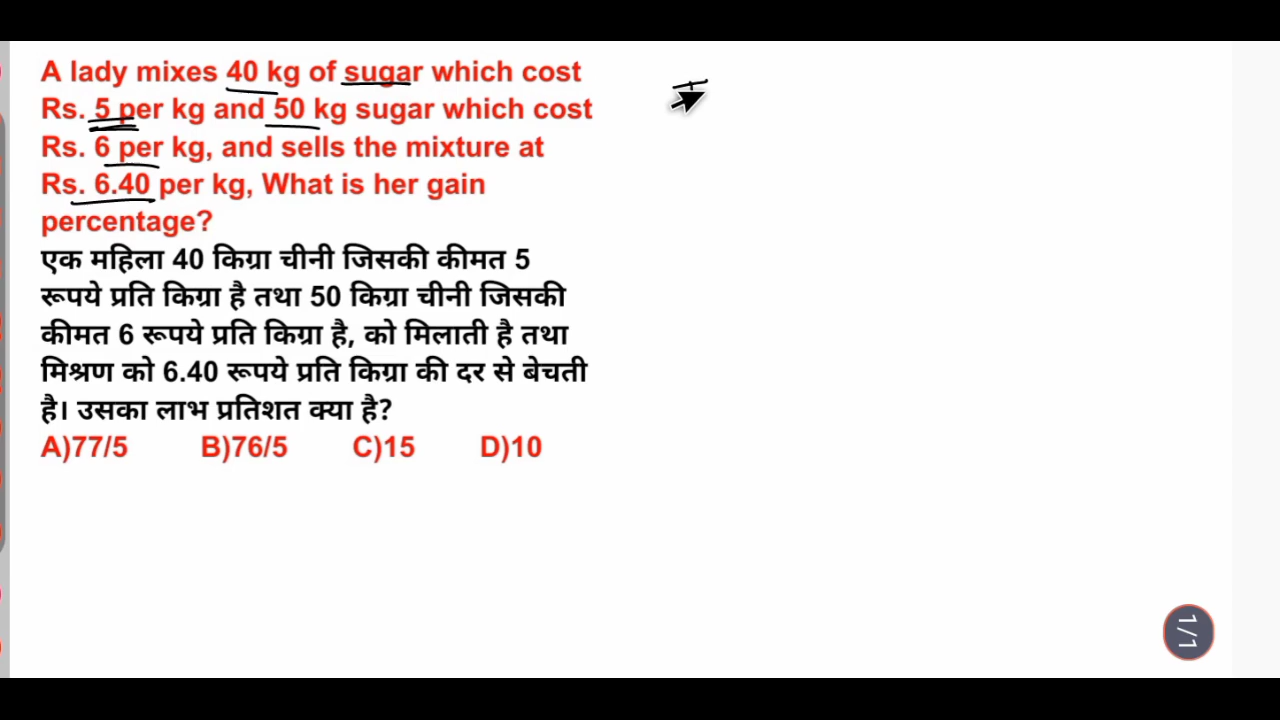 A lady mixes 40 kg of sugar which cost
Rs. 5 per kg and 50 kg sugar which cost
Rs. 6 per kg, and sells the mixture at
Rs. 6.40 per kg, What is her gain
percentage?
एक महिला 40 किग्रा चीनी जिसकी कीमत 5
रूपये प्रति किग्रा है तथा 50 किग्रा चीनी जिसकी
कीमत 6 रूपये प्रति किग्रा है, को मिलाती है तथा
मिश्रण को 6.40 रूपये प्रति किग्रा की दर से बेचती
है। उसका लाभ प्रतिशत क्या है?
A)77/5 B)76/5 C)15 D)10
1/1